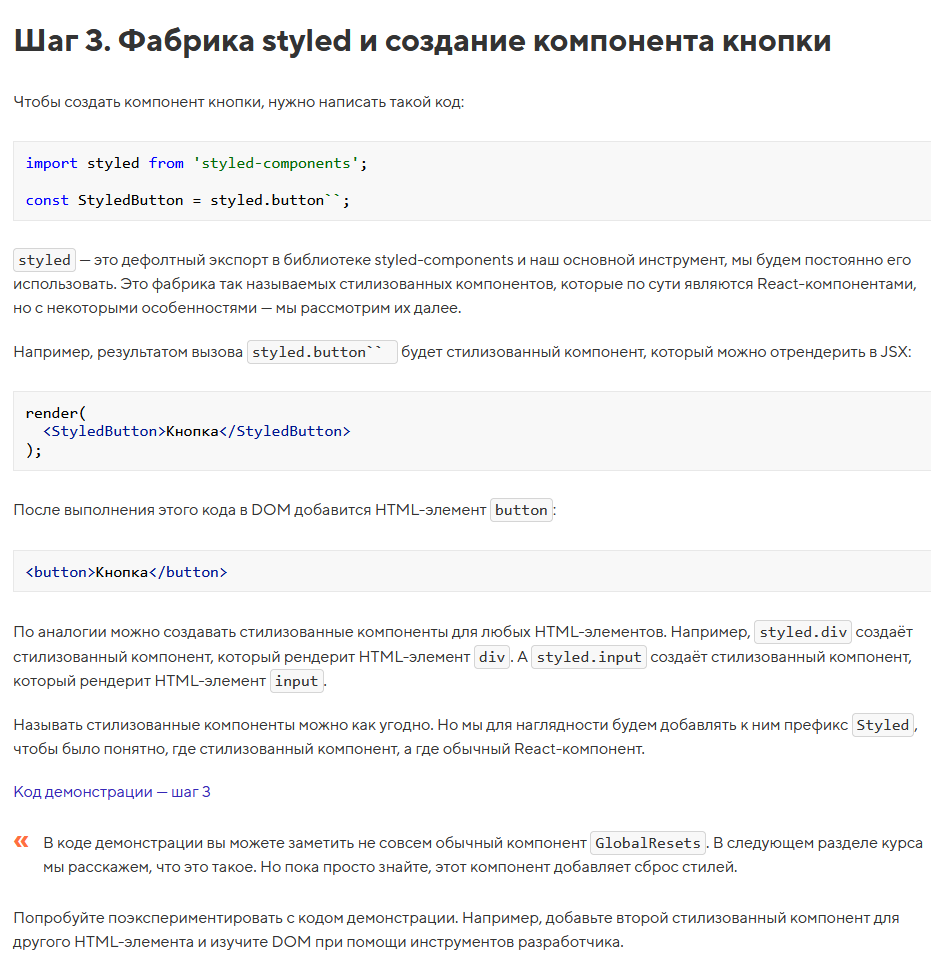 Шаг 3. Фабрика styled и создание компонента кнопки
Чтобы создать компонент кнопки, нужно написать такой код:
import styled from 'styled-components';
const StyledButton = styled.button``;
styled — это дефолтный экспорт в библиотеке styled-components и наш основной инструмент, мы будем постоянно его
использовать. Это фабрика так называемых стилизованных компонентов, которые по сути являются React-компонентами,
но с некоторыми особенностями — мы рассмотрим их далее.
Например, результатом вызова styled.button`` будет стилизованный компонент, который можно отрендерить в JSX:
render(
  <StyledButton>Кнопка</StyledButton>
);
После выполнения этого кода в DOM добавится HTML-элемент button:
<button>Кнопка</button>
По аналогии можно создавать стилизованные компоненты для любых HTML-элементов. Например, styled.div создаёт
стилизованный компонент, который рендерит HTML-элемент div. А styled.input создаёт стилизованный компонент,
который рендерит HTML-элемент input.
Называть стилизованные компоненты можно как угодно. Но мы для наглядности будем добавлять к ним префикс Styled,
чтобы было понятно, где стилизованный компонент, а где обычный React-компонент.
Код демонстрации — шаг 3
« В коде демонстрации вы можете заметить не совсем обычный компонент GlobalResets. В следующем разделе курса
мы расскажем, что это такое. Но пока просто знайте, этот компонент добавляет сброс стилей.
Попробуйте поэкспериментировать с кодом демонстрации. Например, добавьте второй стилизованный компонент для
другого HTML-элемента и изучите DOM при помощи инструментов разработчика.